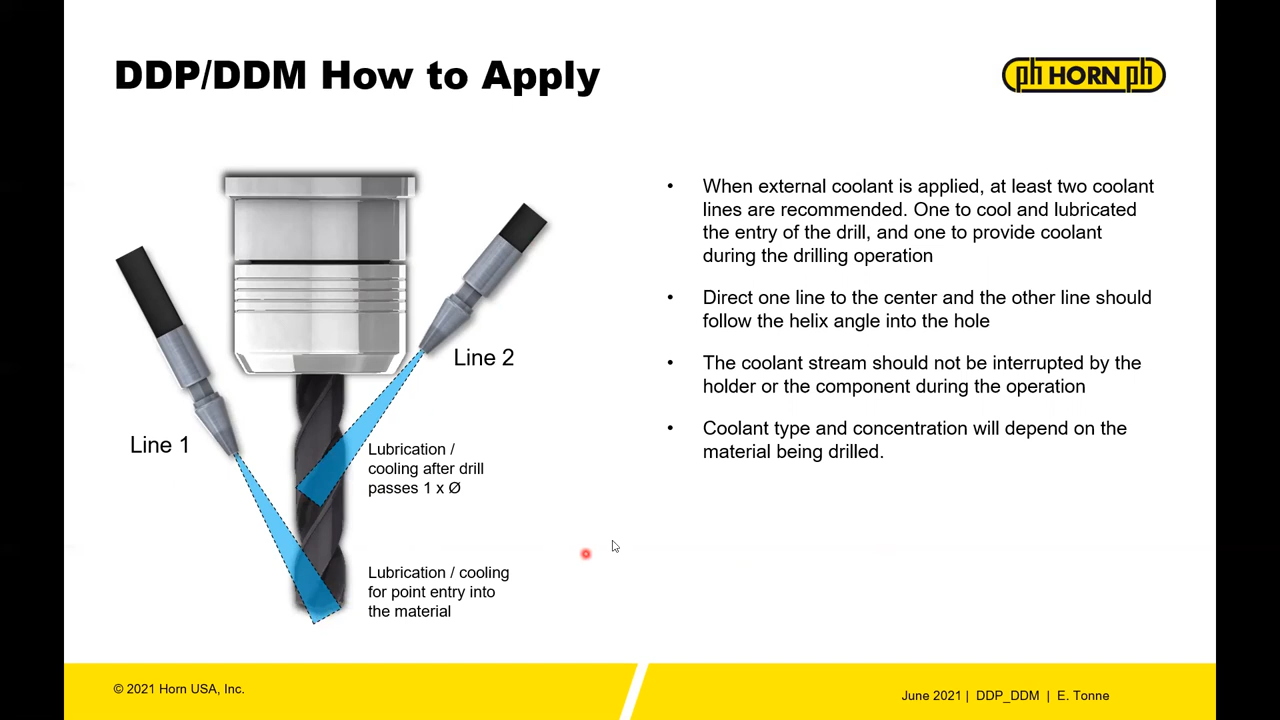 DDP/DDM How to Apply
ph HORN ph
When external coolant is applied, at least two coolant
lines are recommended. One to cool and lubricated
the entry of the drill, and one to provide coolant
during the drilling operation
Direct one line to the center and the other line should
follow the helix angle into the hole
The coolant stream should not be interrupted by the
holder or the component during the operation
Coolant type and concentration will depend on the
material being drilled.
Line 2
Line 1
Lubrication /
cooling after drill
passes 1 x Ø
Lubrication / cooling
for point entry into
the material
© 2021 Horn USA, Inc.
June 2021 | DDP_DDM | E. Tonne